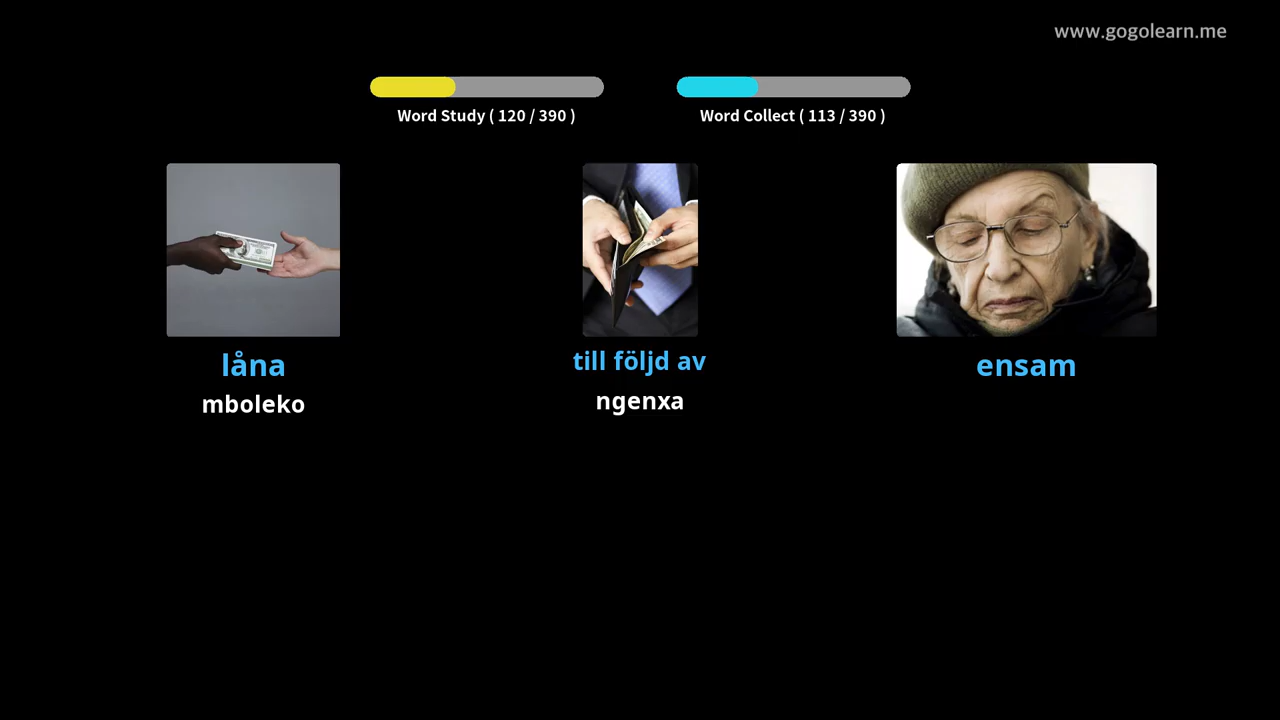 www.gogolearn.me
Word Study ( 120 / 390 )
Word Collect ( 113 / 390 )
låna
mboleko
till följd av
ngenxa
ensam